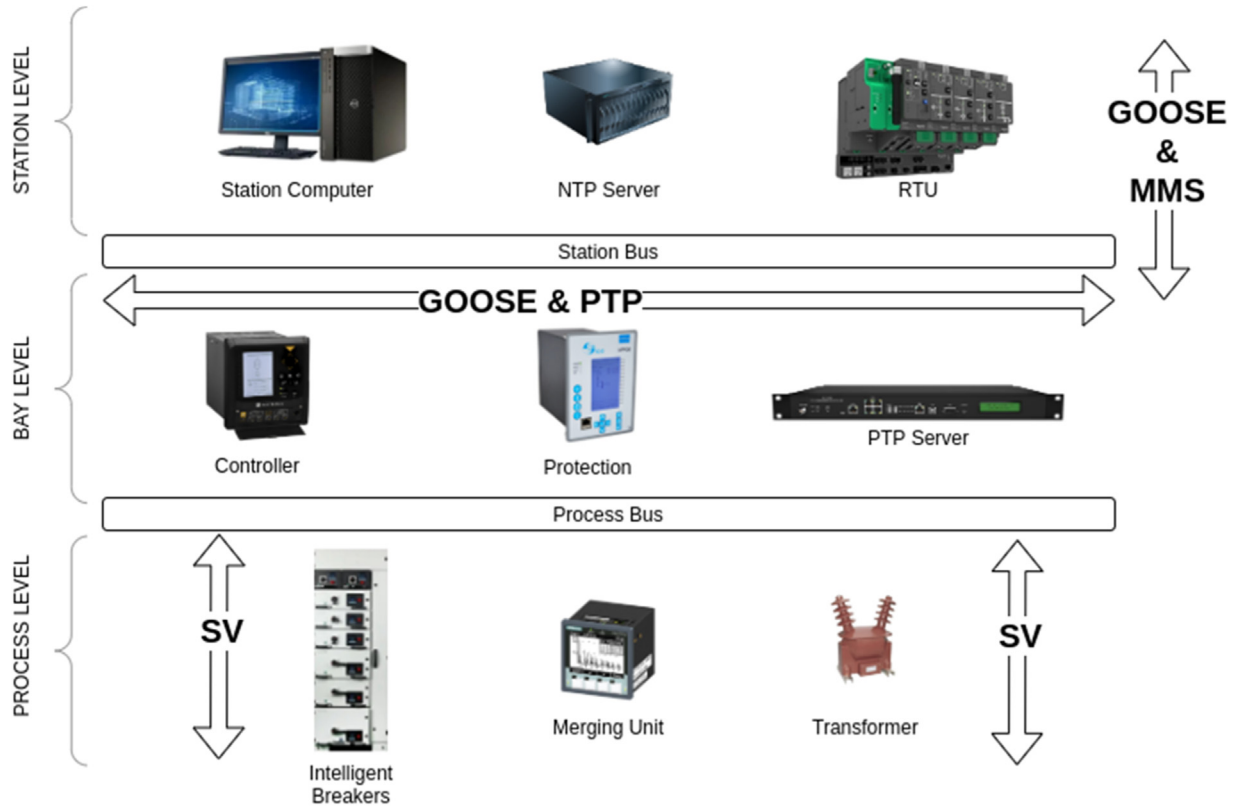 STATION LEVEL
Station Computer
NTP Server
RTU
GOOSE
&
MMS
Station Bus
BAY LEVEL
GOOSE & PTP
Controller
Protection
PTP Server
Process Bus
PROCESS LEVEL
SV
SV
Intelligent
Breakers
Merging Unit
Transformer